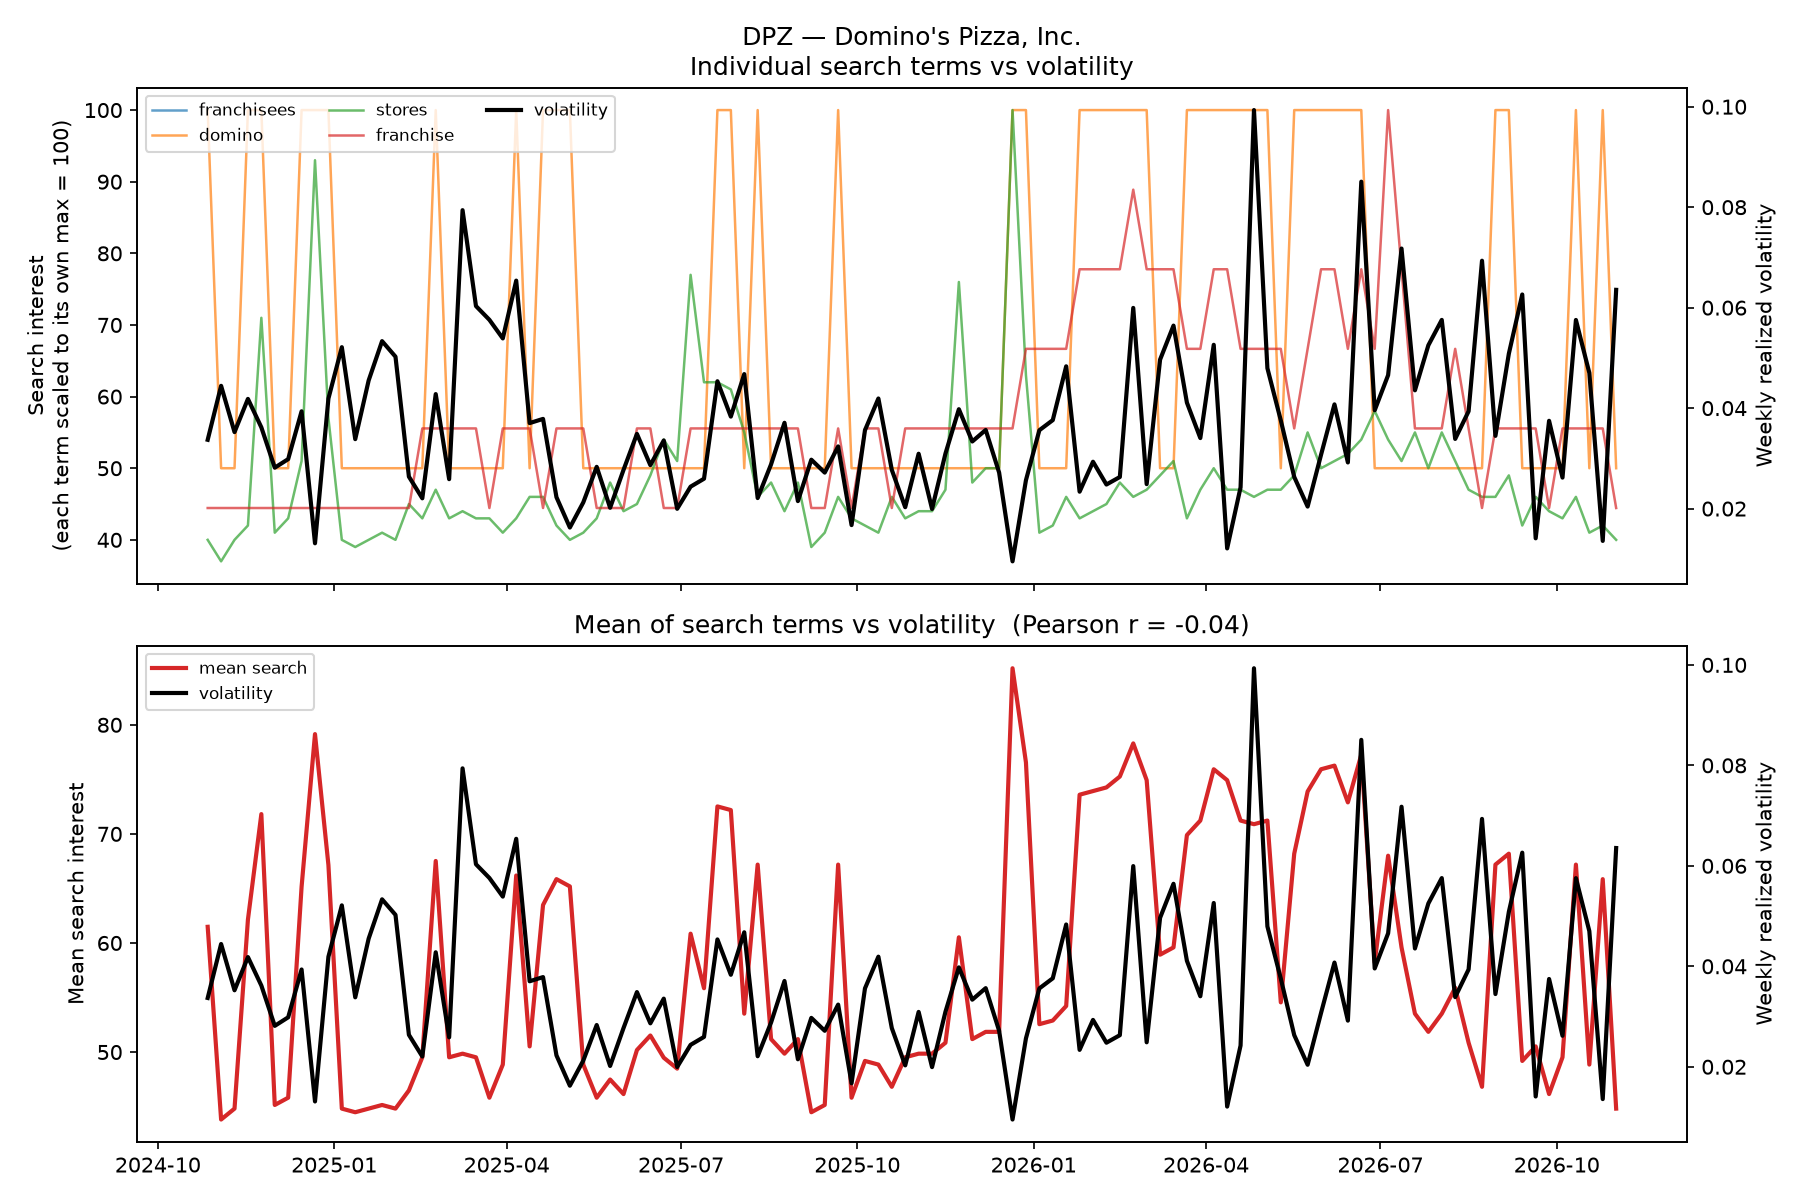 DPZ — Domino's Pizza, Inc.
Individual search terms vs volatility
franchisees
domino
stores
franchise
volatility
Search interest
(each term scaled to its own max = 100)
100
90
80
70
60
50
40
0.10
0.08
0.06
0.04
0.02
Weekly realized volatility
Mean of search terms vs volatility (Pearson r = -0.04)
mean search
volatility
Mean search interest
80
70
60
50
0.10
0.08
0.06
0.04
0.02
Weekly realized volatility
2024-10
2025-01
2025-04
2025-07
2025-10
2026-01
2026-04
2026-07
2026-10